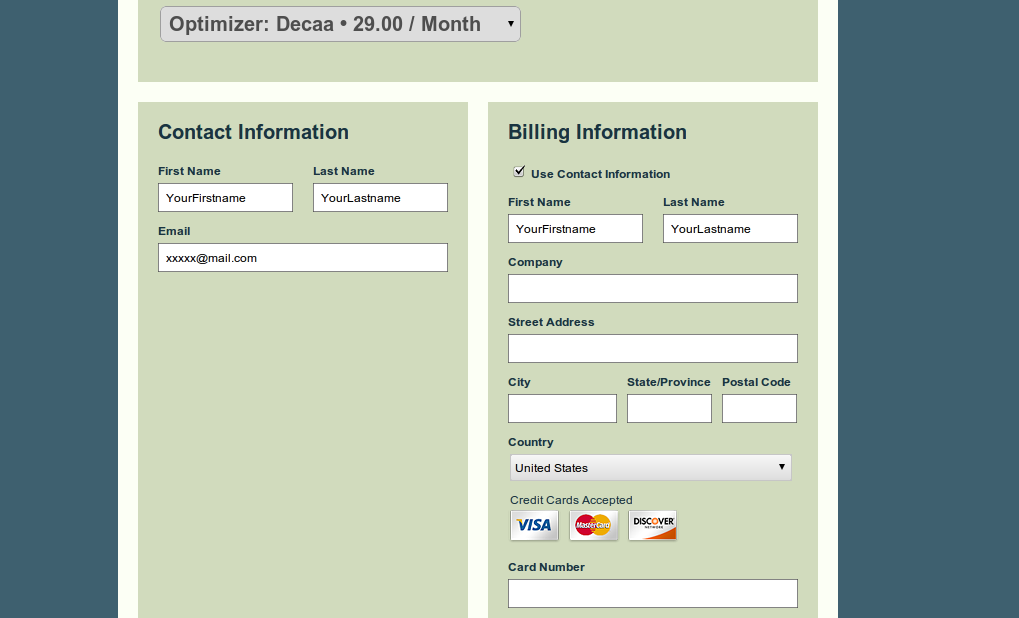 Optimizer: Decaa • 29.00 / Month
Contact Information
First Name Last Name
YourFirstname YourLastname
Email
xxxxx@mail.com
Billing Information
Use Contact Information
First Name Last Name
YourFirstname YourLastname
Company
Street Address
City State/Province Postal Code
Country
United States
Credit Cards Accepted
VISA MasterCard DISCOVER
NETWORK
Card Number